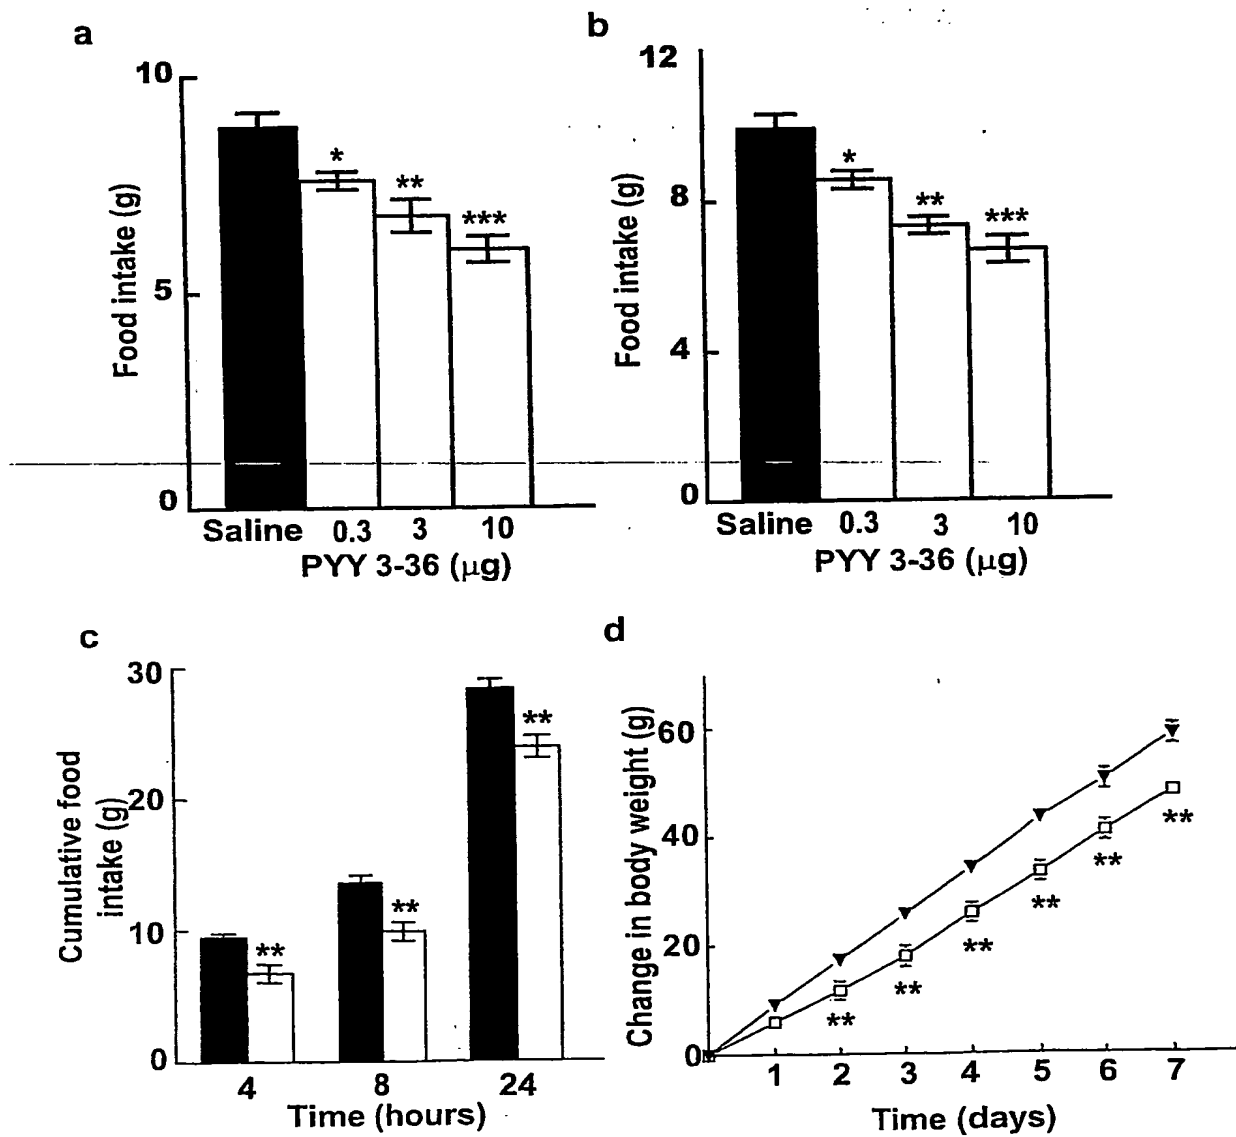 a
10
5
0
Food intake (g)
*
**
***
Saline 0.3 3 10
PYY 3-36 (μg)
b
12
8
4
0
Food intake (g)
*
**
***
Saline 0.3 3 10
PYY 3-36 (μg)
c
30
20
10
0
Cumulative food
intake (g)
**
**
**
4 8 24
Time (hours)
d
60
40
20
0
Change in body weight (g)
**
**
**
**
**
**
1 2 3 4 5 6 7
Time (days)